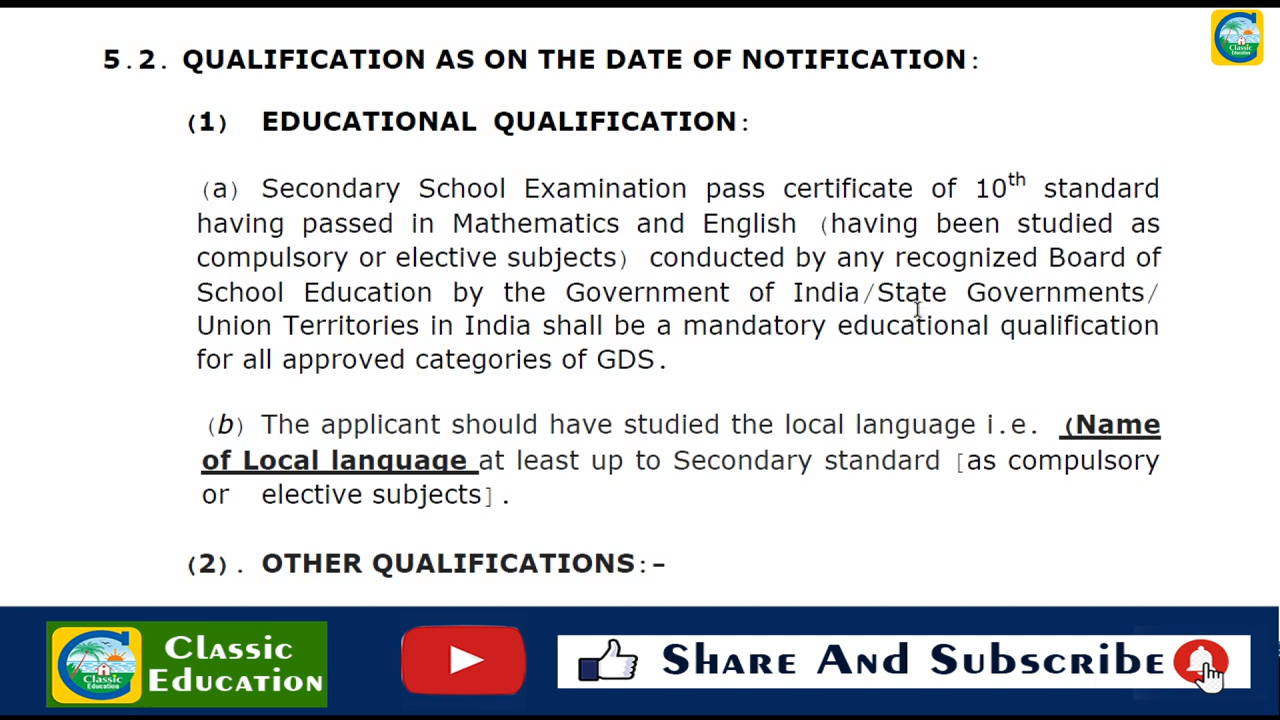 Classic
Education
5.2. QUALIFICATION AS ON THE DATE OF NOTIFICATION:
(1) EDUCATIONAL QUALIFICATION:
(a) Secondary School Examination pass certificate of 10th standard
having passed in Mathematics and English (having been studied as
compulsory or elective subjects) conducted by any recognized Board of
School Education by the Government of India/State Governments/
Union Territories in India shall be a mandatory educational qualification
for all approved categories of GDS.
(b) The applicant should have studied the local language i.e. (Name
of Local language at least up to Secondary standard [as compulsory
or elective subjects].
(2). OTHER QUALIFICATIONS:-
Classic
Education
Classic
Education
Share And Subscribe